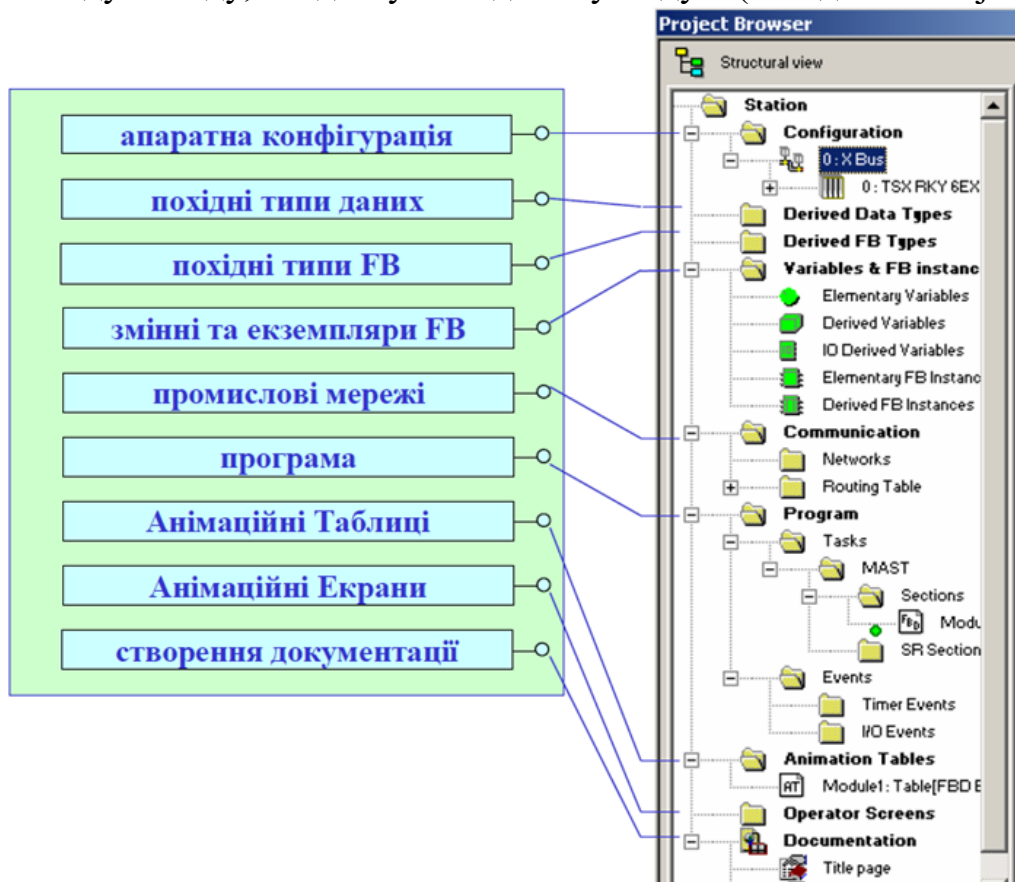 Project Browser
Structural view
апаратна конфігурація
похідні типи даних
похідні типи FB
змінні та екземпляри FB
промислові мережі
програма
Анімаційні Таблиці
Анімаційні Екрани
створення документації
Station
Configuration
0 : X Bus
0 : TSX RKY 6EX
Derived Data Types
Derived FB Types
Variables & FB instanc
Elementary Variables
Derived Variables
IO Derived Variables
Elementary FB Instanc
Derived FB Instances
Communication
Networks
Routing Table
Program
Tasks
MAST
Sections
FBD Modu
SR Section
Events
Timer Events
I/O Events
Animation Tables
AT Module1: Table[FBD E
Operator Screens
Documentation
Title page